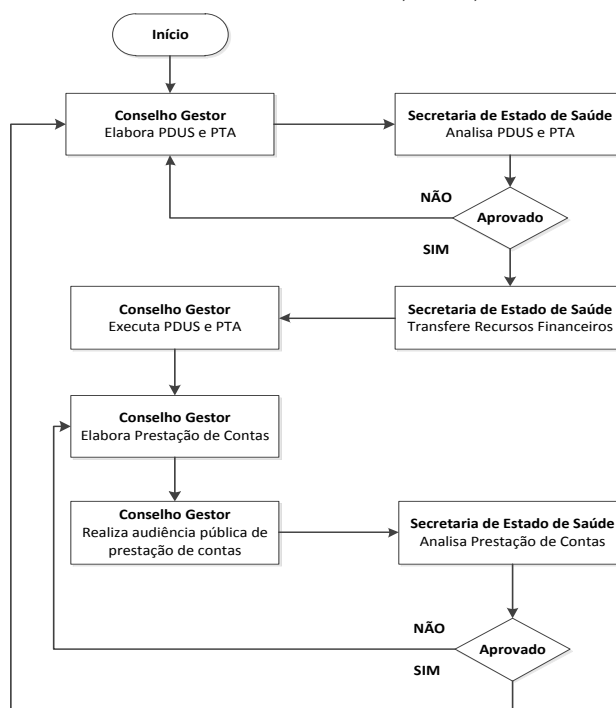 Início
Conselho Gestor
Elabora PDUS e PTA
Secretaria de Estado de Saúde
Analisa PDUS e PTA
NÃO
Aprovado
SIM
Conselho Gestor
Executa PDUS e PTA
Secretaria de Estado de Saúde
Transfere Recursos Financeiros
Conselho Gestor
Elabora Prestação de Contas
Conselho Gestor
Realiza audiência pública de
prestação de contas
Secretaria de Estado de Saúde
Analisa Prestação de Contas
NÃO
Aprovado
SIM